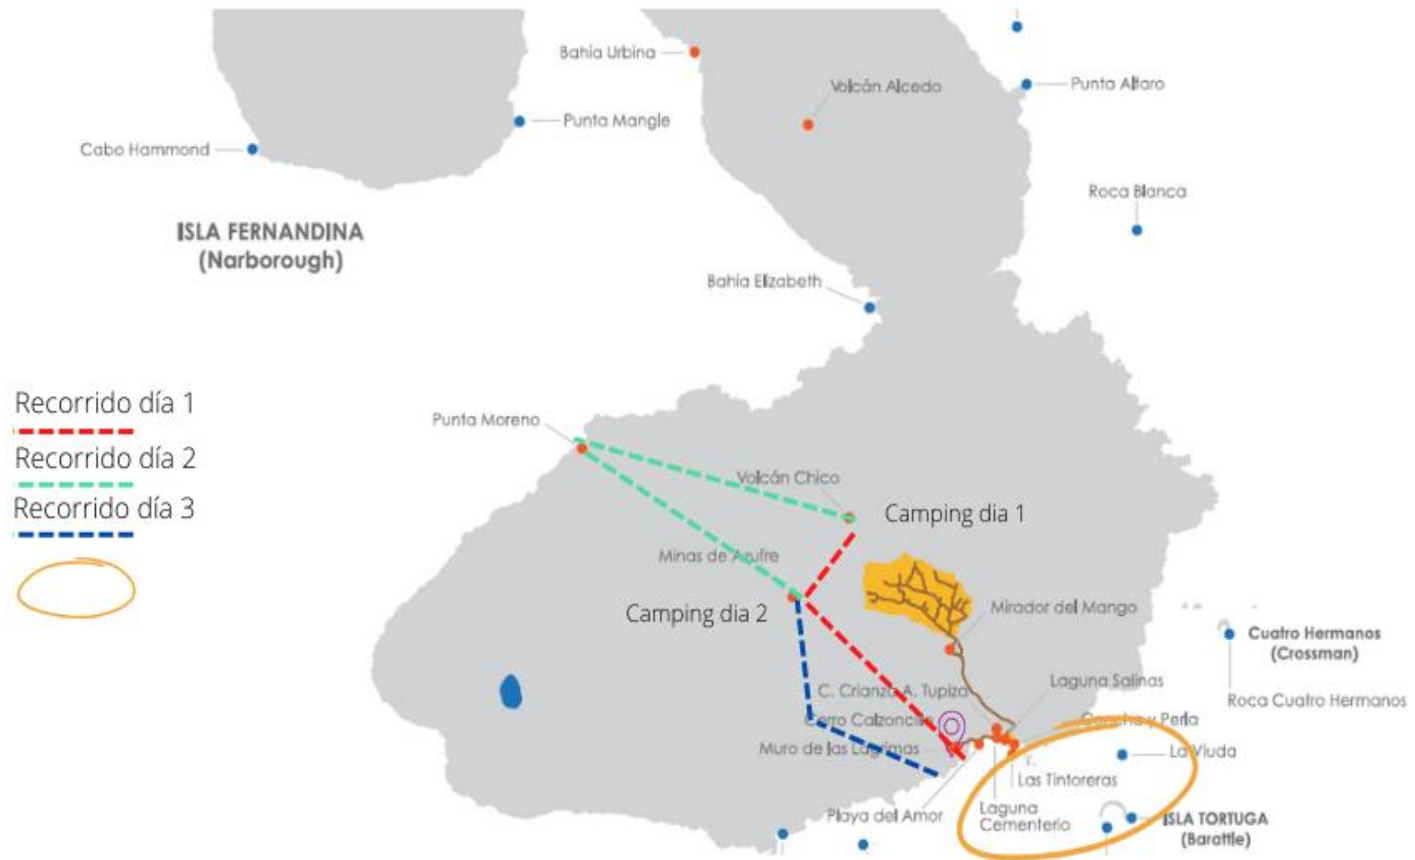 Bahía Urbina
Volcán Alcedo
Punta Alfaro
Punta Mangle
Cabo Hammond
Roca Blanca
ISLA FERNANDINA
(Narborough)
Bahía Elizabeth
Recorrido día 1
Recorrido día 2
Recorrido día 3
Punta Moreno
Volcán Chico
Camping dia 1
Minas de Azufre
Camping dia 2
Mirador del Mango
Cuatro Hermanos
(Crossman)
Roca Cuatro Hermanos
C. Crianza A. Tupiza
Laguna Salinas
Cerro Calzoncillo
Concha y Perla
Muro de las Lagrimas
La Viuda
Las Tintoreras
Playa del Amor
Laguna
Cementerio
ISLA TORTUGA
(Barattle)